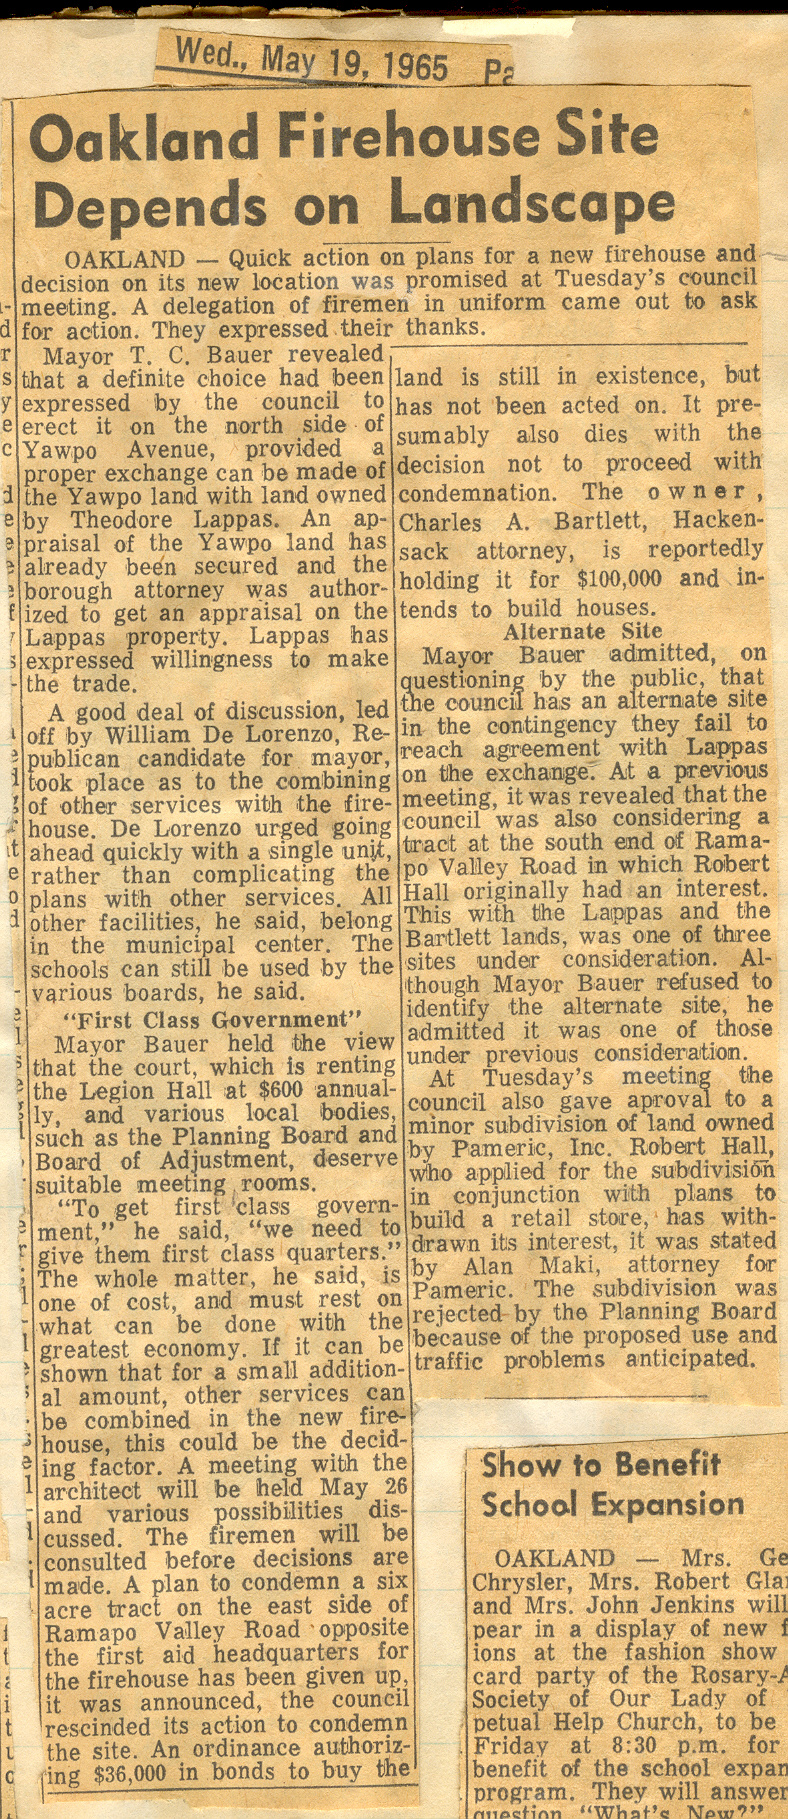 Wed., May 19, 1965
Oakland Firehouse Site
Depends on Landscape
OAKLAND — Quick action on plans for a new firehouse and
decision on its new location was promised at Tuesday's council
meeting. A delegation of firemen in uniform came out to ask
for action. They expressed their thanks.
Mayor T. C. Bauer revealed
that a definite choice had been
expressed by the council to
erect it on the north side of
Yawpo Avenue, provided a
proper exchange can be made of
the Yawpo land with land owned
by Theodore Lappas. An ap-
praisal of the Yawpo land has
already been secured and the
borough attorney was author-
ized to get an appraisal on the
Lappas property. Lappas has
expressed willingness to make
the trade.
A good deal of discussion, led
off by William De Lorenzo, Re-
publican candidate for mayor,
took place as to the combining
of other services with the fire-
house. De Lorenzo urged going
ahead quickly with a single unit,
rather than complicating the
plans with other services. All
other facilities, he said, belong
in the municipal center. The
schools can still be used by the
various boards, he said.
"First Class Government"
Mayor Bauer held the view
that the court, which is renting
the Legion Hall at $600 annual-
ly, and various local bodies,
such as the Planning Board and
Board of Adjustment, deserve
suitable meeting rooms.
"To get first class govern-
ment," he said, "we need to
give them first class quarters."
The whole matter, he said, is
one of cost, and must rest on
what can be done with the
greatest economy. If it can be
shown that for a small addition-
al amount, other services can
be combined in the new fire-
house, this could be the decid-
ing factor. A meeting with the
architect will be held May 26
and various possibilities dis-
cussed. The firemen will be
consulted before decisions are
made. A plan to condemn a six
acre tract on the east side of
Ramapo Valley Road opposite
the first aid headquarters for
the firehouse has been given up,
it was announced, the council
rescinded its action to condemn
the site. An ordinance authoriz-
ing $36,000 in bonds to buy the
land is still in existence, but
has not been acted on. It pre-
sumably also dies with the
decision not to proceed with
condemnation. The owner,
Charles A. Bartlett, Hacken-
sack attorney, is reportedly
holding it for $100,000 and in-
tends to build houses.
Alternate Site
Mayor Bauer admitted, on
questioning by the public, that
the council has an alternate site
in the contingency they fail to
reach agreement with Lappas
on the exchange. At a previous
meeting, it was revealed that the
council was also considering a
tract at the south end of Rama-
po Valley Road in which Robert
Hall originally had an interest.
This with the Lappas and the
Bartlett lands, was one of three
sites under consideration. Al-
though Mayor Bauer refused to
identify the alternate site, he
admitted it was one of those
under previous consideration.
At Tuesday's meeting the
council also gave aproval to a
minor subdivision of land owned
by Pameric, Inc. Robert Hall,
who applied for the subdivision
in conjunction with plans to
build a retail store, has with-
drawn its interest, it was stated
by Alan Maki, attorney for
Pameric. The subdivision was
rejected by the Planning Board
because of the proposed use and
traffic problems anticipated.
Show to Benefit
School Expansion
OAKLAND — Mrs. Ge
Chrysler, Mrs. Robert Gla
and Mrs. John Jenkins will
pear in a display of new f
ions at the fashion show
card party of the Rosary-A
Society of Our Lady of
petual Help Church, to be
Friday at 8:30 p.m. for
benefit of the school expan
program. They will answer
question "What's New?"